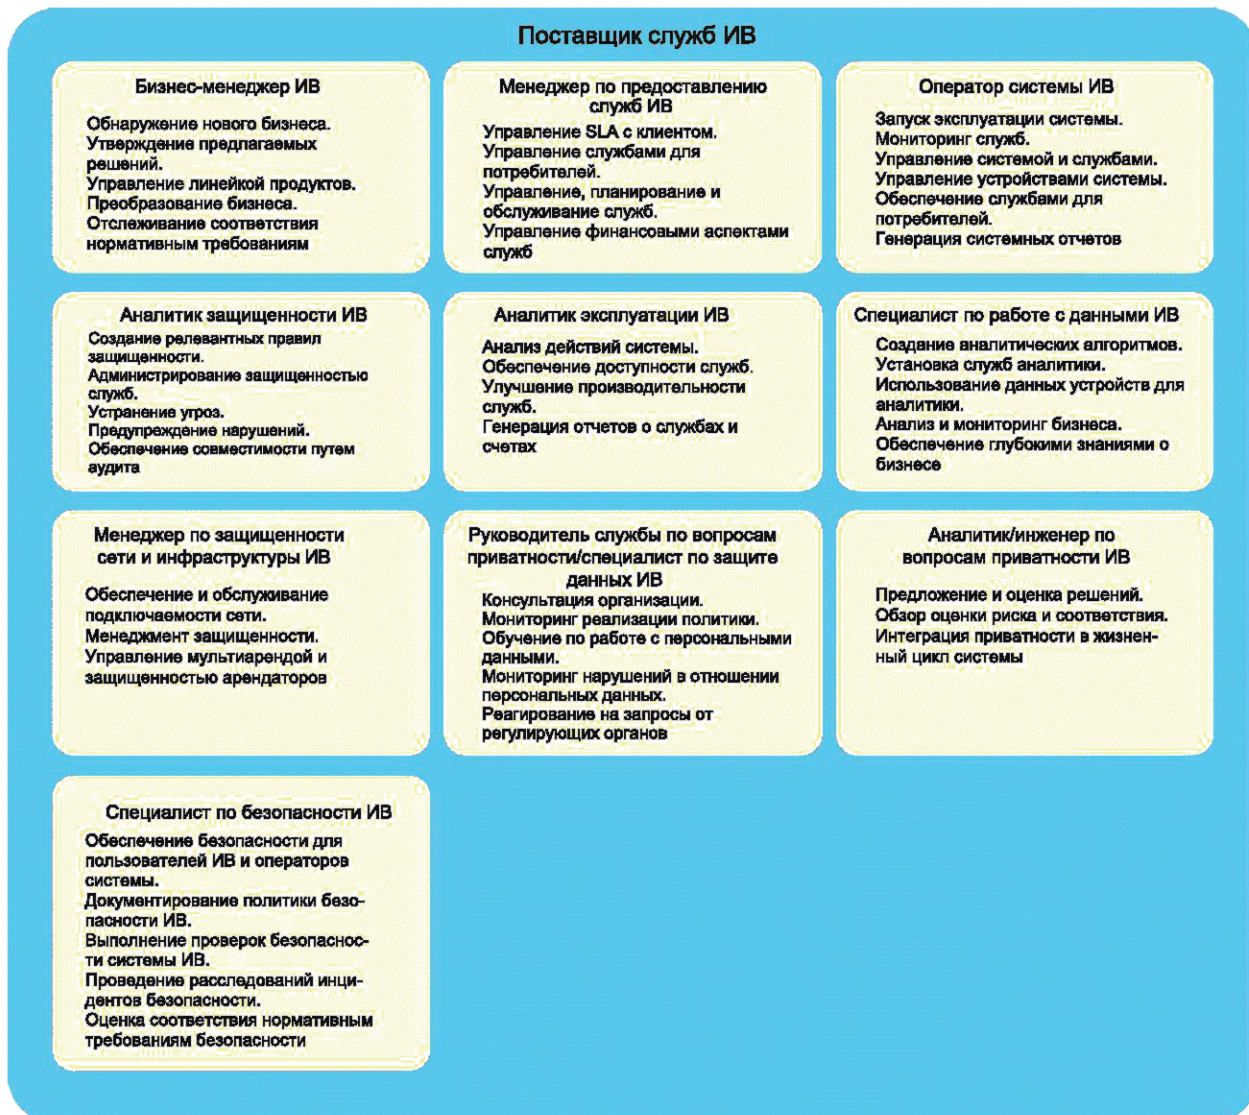 Поставщик служб ИВ
Бизнес-менеджер ИВ
Обнаружение нового бизнеса.
Утверждение предлагаемых
решений.
Управление линейкой продуктов.
Преобразование бизнеса.
Отслеживание соответствия
нормативным требованиям
Менеджер по предоставлению
служб ИВ
Управление SLA с клиентом.
Управление службами для
потребителей.
Управление, планирование и
обслуживание служб.
Управление финансовыми аспектами
служб
Оператор системы ИВ
Запуск эксплуатации системы.
Мониторинг служб.
Управление системой и службами.
Управление устройствами системы.
Обеспечение службами для
потребителей.
Генерация системных отчетов
Аналитик защищенности ИВ
Создание релевантных правил
защищенности.
Администрирование защищенностью
служб.
Устранение угроз.
Предупреждение нарушений.
Обеспечение совместимости путем
аудита
Аналитик эксплуатации ИВ
Анализ действий системы.
Обеспечение доступности служб.
Улучшение производительности
служб.
Генерация отчетов о службах и
счетах
Специалист по работе с данными ИВ
Создание аналитических алгоритмов.
Установка служб аналитики.
Использование данных устройств для
аналитики.
Анализ и мониторинг бизнеса.
Обеспечение глубокими знаниями о
бизнесе
Менеджер по защищенности
сети и инфраструктуры ИВ
Обеспечение и обслуживание
подключаемости сети.
Менеджмент защищенности.
Управление мультиарендой и
защищенностью арендаторов
Руководитель службы по вопросам
приватности/специалист по защите
данных ИВ
Консультация организации.
Мониторинг реализации политики.
Обучение по работе с персональными
данными.
Мониторинг нарушений в отношении
персональных данных.
Реагирование на запросы от
регулирующих органов
Аналитик/инженер по
вопросам приватности ИВ
Предложение и оценка решений.
Обзор оценки риска и соответствия.
Интеграция приватности в жизнен-
ный цикл системы
Специалист по безопасности ИВ
Обеспечение безопасности для
пользователей ИВ и операторов
системы.
Документирование политики безо-
пасности ИВ.
Выполнение проверок безопаснос-
ти системы ИВ.
Проведение расследований инци-
дентов безопасности.
Оценка соответствия нормативным
требованиям безопасности